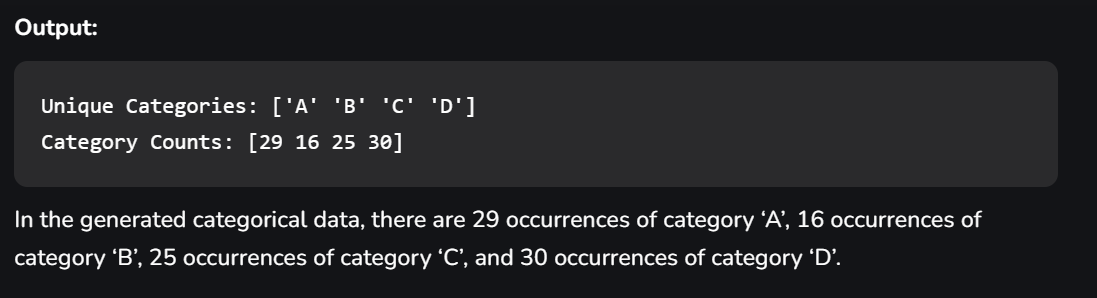 Output:
Unique Categories: ['A' 'B' 'C' 'D']
Category Counts: [29 16 25 30]
In the generated categorical data, there are 29 occurrences of category ‘A’, 16 occurrences of
category ‘B’, 25 occurrences of category ‘C’, and 30 occurrences of category ‘D’.